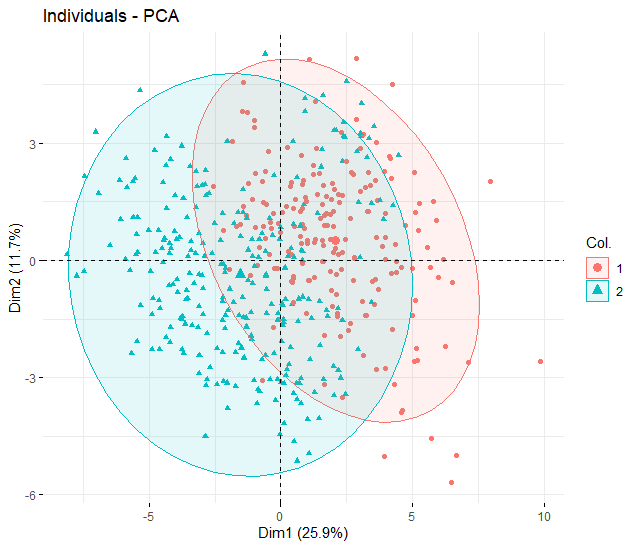 Individuals - PCA
Dim2 (11.7%)
3
0
-3
-6
-5
0
5
10
Dim1 (25.9%)
Col.
1
2